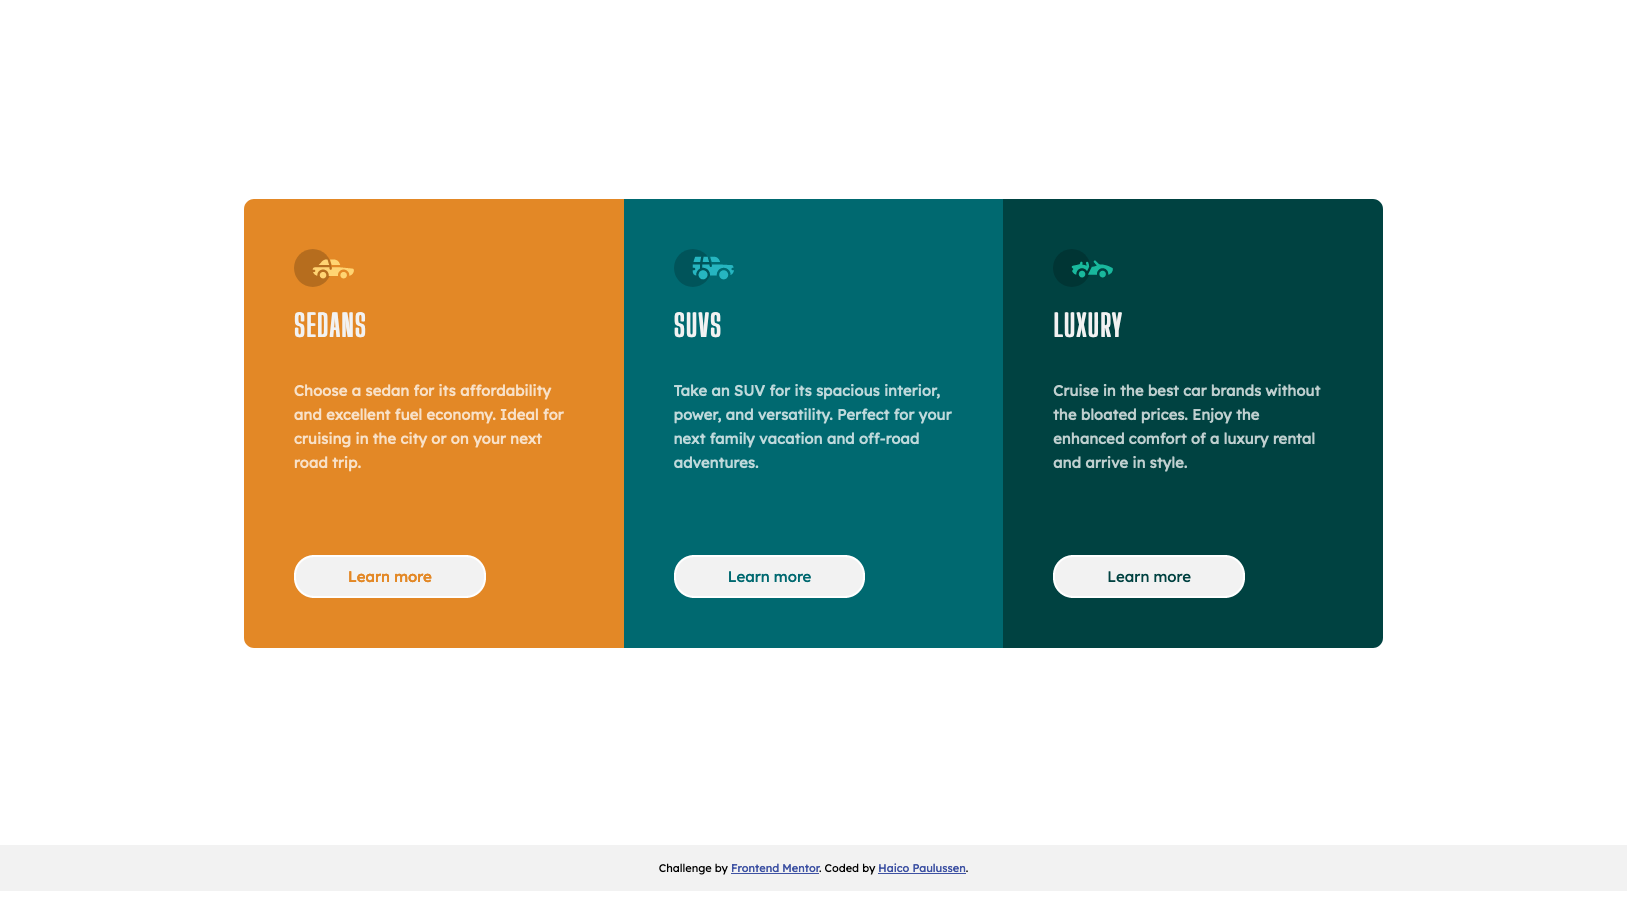 SEDANS
Choose a sedan for its affordability
and excellent fuel economy. Ideal for
cruising in the city or on your next
road trip.
Learn more
SUVS
Take an SUV for its spacious interior,
power, and versatility. Perfect for your
next family vacation and off-road
adventures.
Learn more
LUXURY
Cruise in the best car brands without
the bloated prices. Enjoy the
enhanced comfort of a luxury rental
and arrive in style.
Learn more
Challenge by Frontend Mentor. Coded by Haico Paulussen.